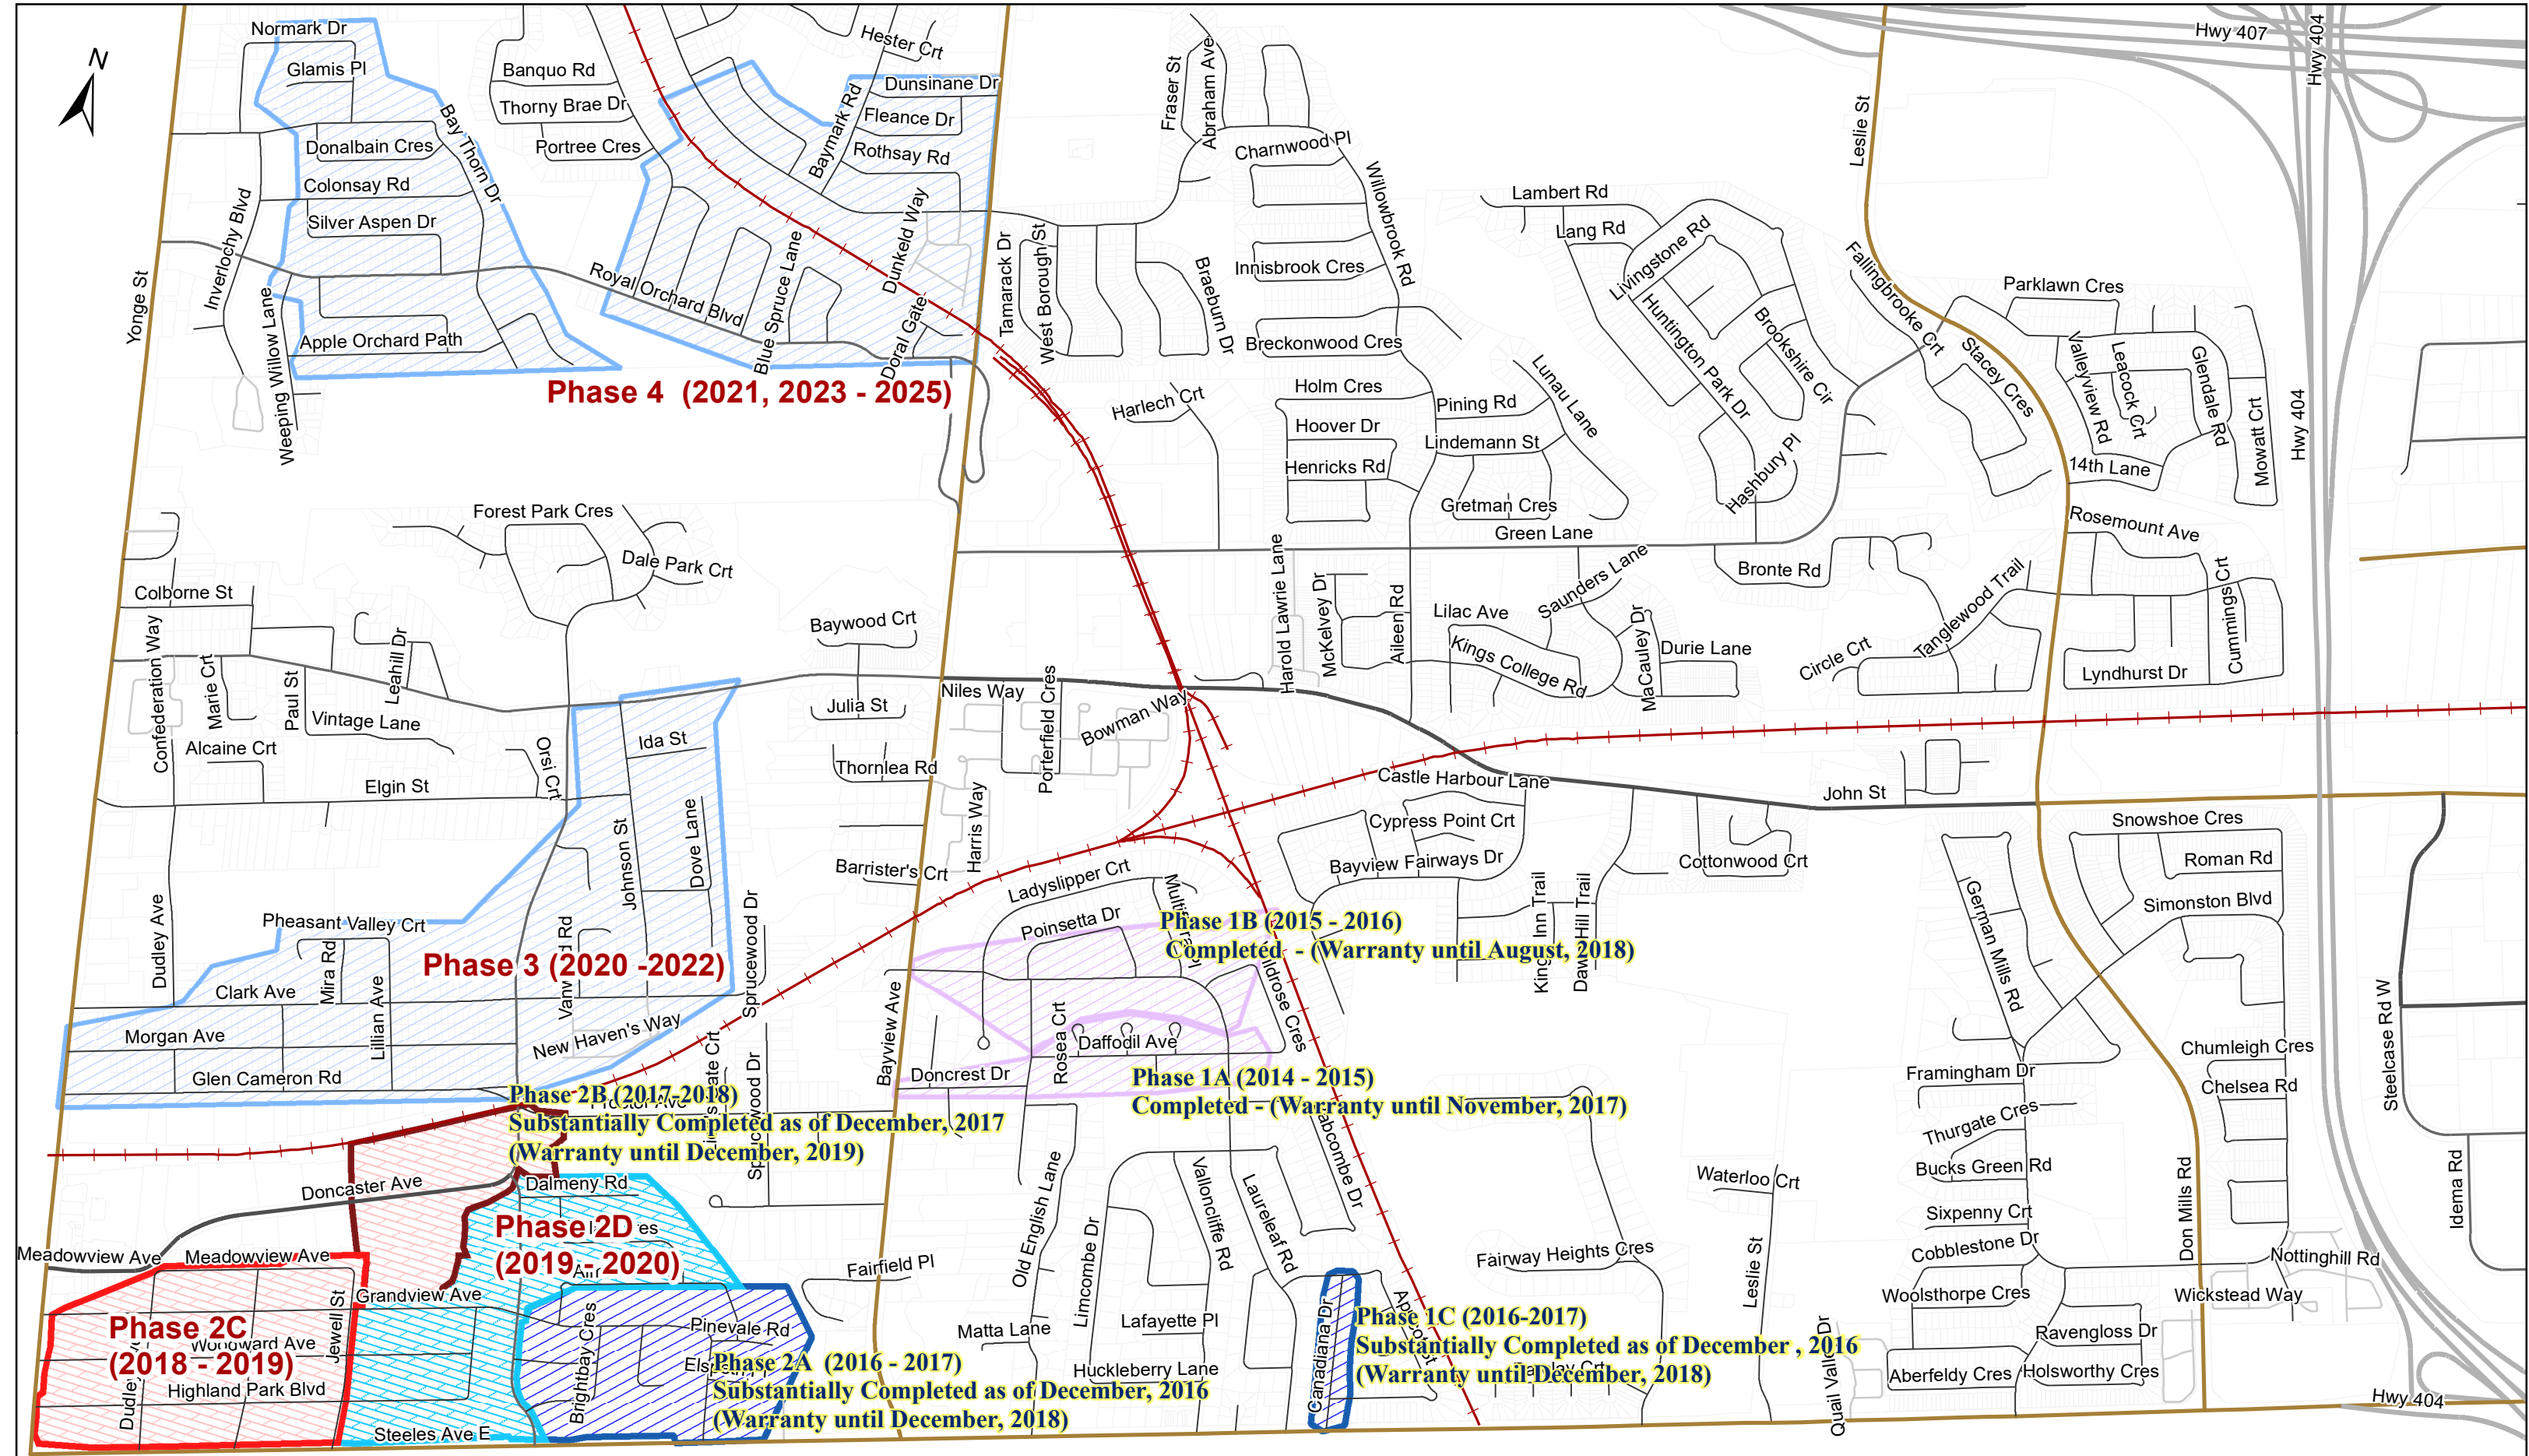 Normark Dr
Glamis Pl
N
Banquo Rd
Thorny Brae Dr
Portree Cres
Hester Crt
Dunsinane Dr
Fleance Dr
Rothsay Rd
Baymark Rd
Bay Thorn Dr
Donalbain Cres
Colonsay Rd
Silver Aspen Dr
Inverlochy Blvd
Yonge St
Weeping Willow Lane
Apple Orchard Path
Royal Orchard Blvd
Blue Spruce Lane
Dunkeld Way
Doral Gate
Phase 4 (2021, 2023 - 2025)
Tamarack Dr
West Borough St
Braeburn Dr
Fraser St
Abraham Ave
Charnwood Pl
Willowbrook Rd
Innisbrook Cres
Breckonwood Cres
Harlech Crt
Holm Cres
Hoover Dr
Henricks Rd
Pining Rd
Lindemann St
Gretman Cres
Lunau Lane
Green Lane
Lambert Rd
Lang Rd
Livingstone Rd
Huntington Park Dr
Brookshire Cir
Hashbury Pl
Leslie St
Fallingbrooke Crt
Stacey Cres
Parklawn Cres
Valleyview Rd
Leacock Crt
Glendale Rd
Mowatt Crt
14th Lane
Hwy 407
Hwy 404
Hwy 404
Rosemount Ave
Cummings Crt
Lyndhurst Dr
Tanglewood Trail
Circle Crt
Bronte Rd
Saunders Lane
Lilac Ave
Kings College Rd
MaCauley Dr
Durie Lane
Aileen Rd
McKelvey Dr
Harold Lawrie Lane
Forest Park Cres
Dale Park Crt
Colborne St
Confederation Way
Marie Crt
Paul St
Leahill Dr
Vintage Lane
Alcaine Crt
Elgin St
Orsi Crt
Ida St
Baywood Crt
Julia St
Thornlea Rd
Niles Way
Porterfield Cres
Bowman Way
Harris Way
Barrister's Crt
Johnson St
Dove Lane
Dudley Ave
Pheasant Valley Crt
Mira Rd
Clark Ave
Lillian Ave
Morgan Ave
Glen Cameron Rd
New Haven's Way
Sprucewood Dr
Phase 3 (2020 -2022)
Ladyslipper Crt
Poinsetta Dr
Castle Harbour Lane
Cypress Point Crt
Bayview Fairways Dr
John St
Cottonwood Crt
Phase 1B (2015 - 2016)
Completed - (Warranty until August, 2018)
Bayview Ave
Rosea Crt
Daffodil Ave
Doncrest Dr
Phase 1A (2014 - 2015)
Completed - (Warranty until November, 2017)
German Mills Rd
Snowshoe Cres
Roman Rd
Simonston Blvd
Steelcase Rd W
Chumleigh Cres
Chelsea Rd
Framingham Dr
Thurgate Cres
Bucks Green Rd
Sixpenny Crt
Cobblestone Dr
Woolsthorpe Cres
Aberfeldy Cres
Ravengloss Dr
Holsworthy Cres
Don Mills Rd
Nottinghill Rd
Wickstead Way
Idema Rd
Hwy 404
Phase 2B (2017-2018)
Substantially Completed as of December, 2017
(Warranty until December, 2019)
Doncaster Ave
Dalmeny Rd
Meadowview Ave
Meadowview Ave
Phase 2D
(2019 - 2020)
Grandview Ave
Jewell St
Phase 2C
(2018 - 2019)
Woodward Ave
Highland Park Blvd
Steeles Ave E
Brightbay Cres
Pinevale Rd
Phase 2A (2016 - 2017)
Substantially Completed as of December, 2016
(Warranty until December, 2018)
Fairfield Pl
Matta Lane
Old English Lane
Limcombe Dr
Lafayette Pl
Huckleberry Lane
Valloncliffe Rd
Laureleaf Rd
Canadiana Dr
Phase 1C (2016-2017)
Substantially Completed as of December , 2016
(Warranty until December, 2018)
Fairway Heights Cres
Waterloo Crt
Leslie St